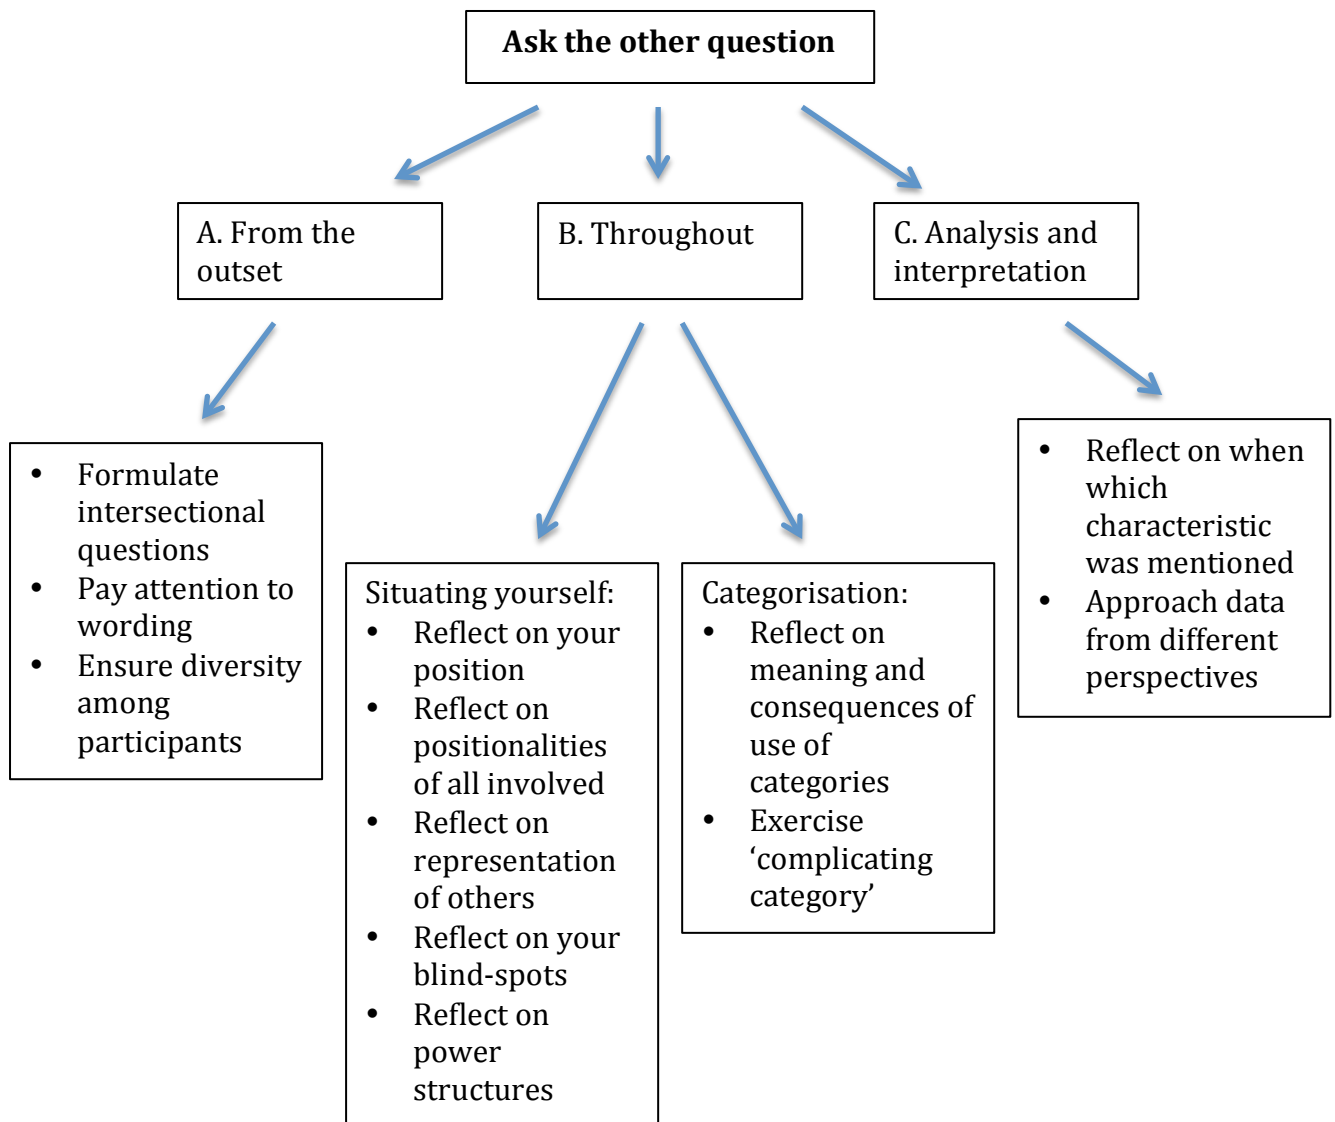 Ask the other question
A. From the
outset
B. Throughout
C. Analysis and
interpretation
• Formulate
intersectional
questions
• Pay attention to
wording
• Ensure diversity
among
participants
Situating yourself:
• Reflect on your
position
• Reflect on
positionalities
of all involved
• Reflect on
representation
of others
• Reflect on your
blind-spots
• Reflect on
power
structures
Categorisation:
• Reflect on
meaning and
consequences of
use of
categories
• Exercise
‘complicating
category’
• Reflect on when
which
characteristic
was mentioned
• Approach data
from different
perspectives